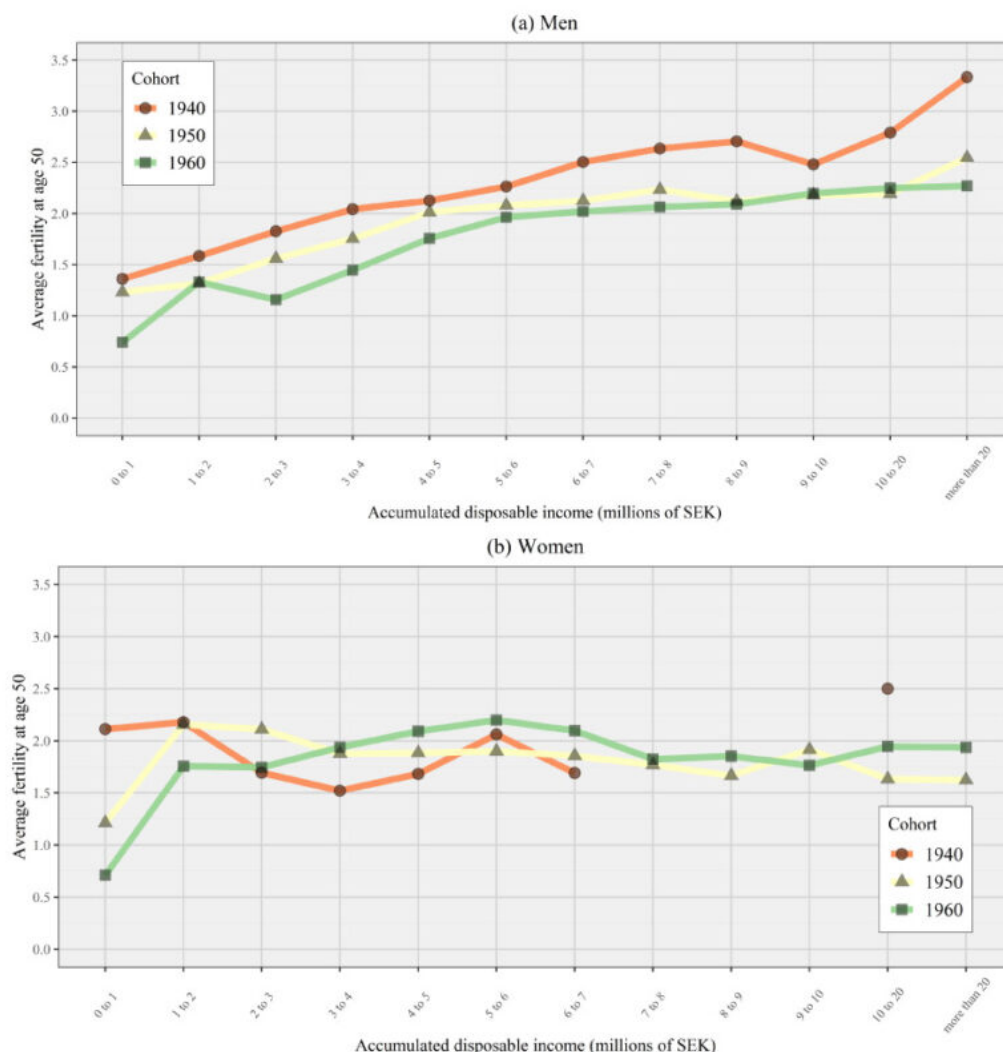 (a) Men
Average fertility at age 50
3.5
3.0
2.5
2.0
1.5
1.0
0.5
0.0
Cohort
1940
1950
1960
0 to 1
1 to 2
2 to 3
3 to 4
4 to 5
5 to 6
6 to 7
7 to 8
8 to 9
9 to 10
10 to 20
more than 20
Accumulated disposable income (millions of SEK)
(b) Women
Average fertility at age 50
3.5
3.0
2.5
2.0
1.5
1.0
0.5
0.0
Cohort
1940
1950
1960
0 to 1
1 to 2
2 to 3
3 to 4
4 to 5
5 to 6
6 to 7
7 to 8
8 to 9
9 to 10
10 to 20
more than 20
Accumulated disposable income (millions of SEK)